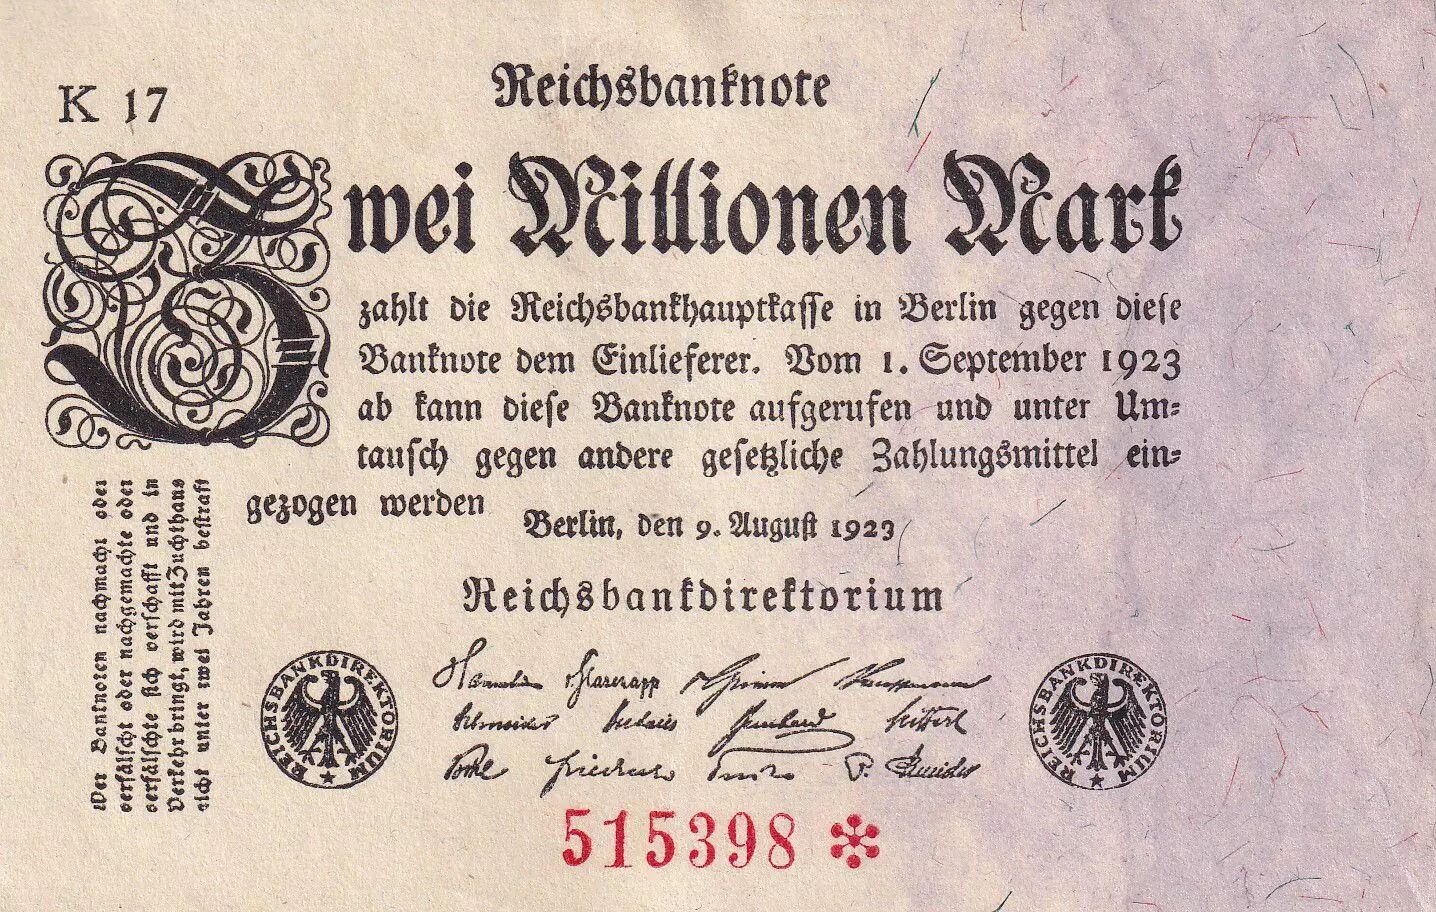 K 17
Reichsbanknote
Zwei Millionen Mark
zahlt die Reichsbankhauptkasse in Berlin gegen diese
Banknote dem Einlieferer. Vom 1. September 1923
ab kann diese Banknote aufgerufen und unter Um-
tausch gegen andere gesetzliche Zahlungsmittel ein-
gezogen werden
Berlin, den 9. August 1923
Reichsbankdirektorium
Wer Banknoten nachmacht oder
verfälscht oder nachgemachte oder
verfälschte sich verschafft und in
Verkehr bringt, wird mit Zuchthaus
nicht unter zwei Jahren bestraft
REICHSBANKDIREKTORIUM
REICHSBANKDIREKTORIUM
515398 *